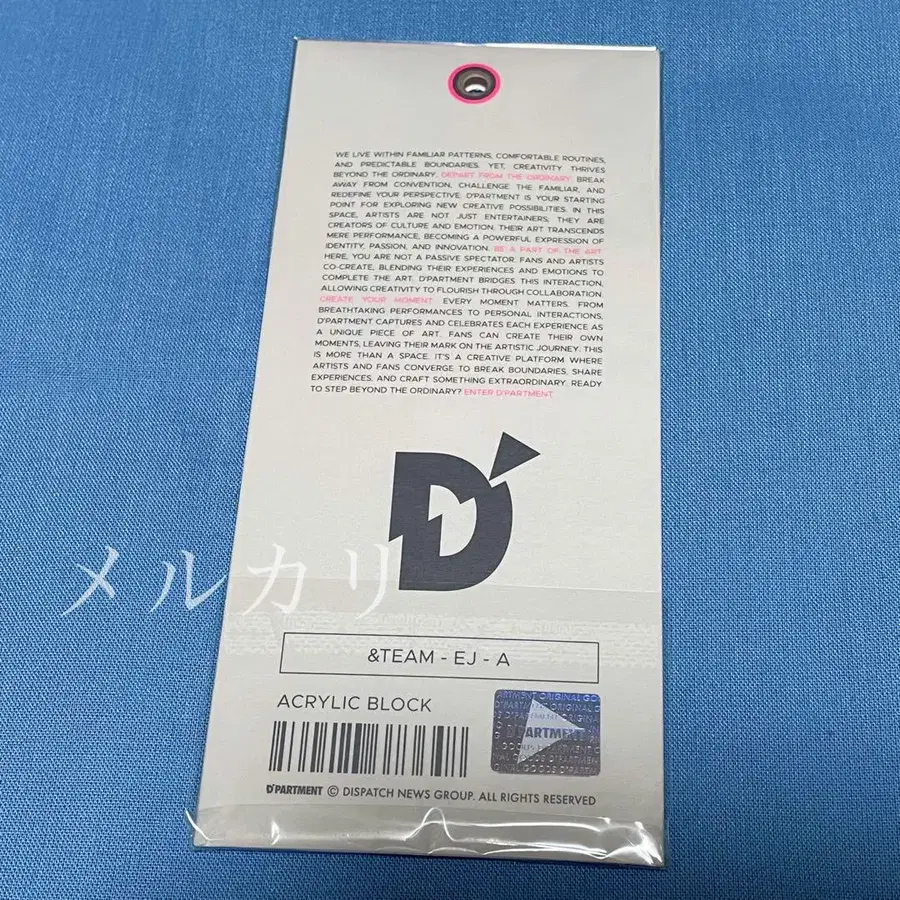 WE LIVE WITHIN FAMILIAR PATTERNS, COMFORTABLE ROUTINES,
AND PREDICTABLE BOUNDARIES. YET, CREATIVITY THRIVES
BEYOND THE ORDINARY. DEPART FROM THE ORDINARY. BREAK
AWAY FROM CONVENTION, CHALLENGE THE FAMILIAR, AND
REDEFINE YOUR PERSPECTIVE. D'PARTMENT IS YOUR STARTING
POINT FOR EXPLORING NEW CREATIVE POSSIBILITIES. IN THIS
SPACE, ARTISTS ARE NOT JUST ENTERTAINERS; THEY ARE
CREATORS OF CULTURE AND EMOTION. THEIR ART TRANSCENDS
MERE PERFORMANCE, BECOMING A POWERFUL EXPRESSION OF
IDENTITY, PASSION, AND INNOVATION. BE A PART OF THE ART.
HERE, YOU ARE NOT A PASSIVE SPECTATOR. FANS AND ARTISTS
CO-CREATE, BLENDING THEIR EXPERIENCES AND EMOTIONS TO
COMPLETE THE ART. D'PARTMENT BRIDGES THIS INTERACTION,
ALLOWING CREATIVITY TO FLOURISH THROUGH COLLABORATION.
CREATE YOUR MOMENT. EVERY MOMENT MATTERS. FROM
BREATHTAKING PERFORMANCES TO PERSONAL INTERACTIONS,
D'PARTMENT CAPTURES AND CELEBRATES EACH EXPERIENCE AS
A UNIQUE PIECE OF ART. FANS CAN CREATE THEIR OWN
MOMENTS, LEAVING THEIR MARK ON THE ARTISTIC JOURNEY. THIS
IS MORE THAN A SPACE. IT'S A CREATIVE PLATFORM WHERE
ARTISTS AND FANS CONVERGE TO BREAK BOUNDARIES, SHARE
EXPERIENCES, AND CRAFT SOMETHING EXTRAORDINARY. READY
TO STEP BEYOND THE ORDINARY? ENTER D'PARTMENT.
D'
メルカリ
&TEAM - EJ - A
ACRYLIC BLOCK
ARTMENT ORIGINAL GO
D'PARTMENT
GOODS D'PARTMENT
NAL GOODS D'PARTM
D'PARTMENT © DISPATCH NEWS GROUP. ALL RIGHTS RESERVED